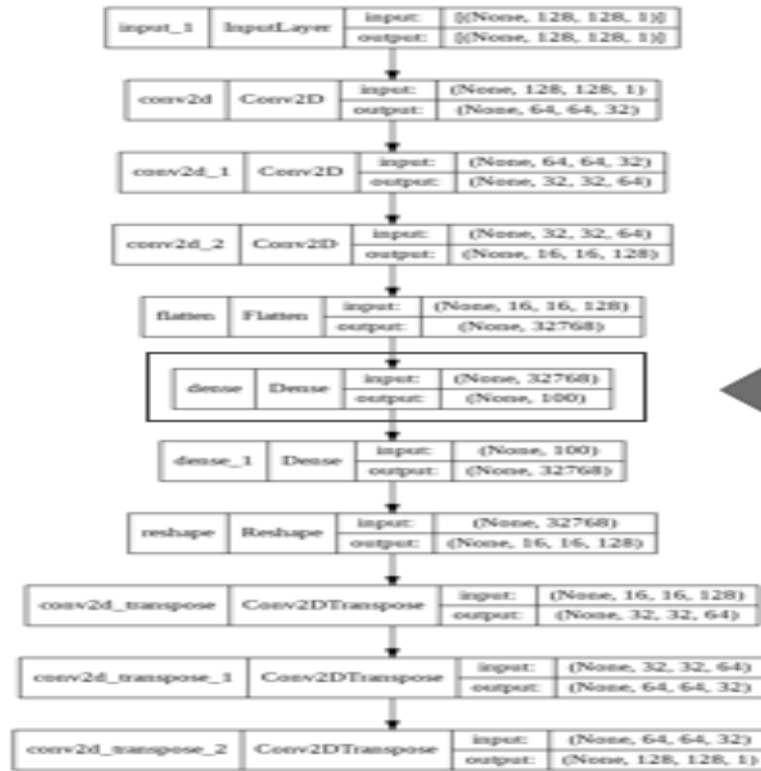 input_1 InputLayer input: [(None, 128, 128, 1)]
output: [(None, 128, 128, 1)]
conv2d Conv2D input: (None, 128, 128, 1)
output: (None, 64, 64, 32)
conv2d_1 Conv2D input: (None, 64, 64, 32)
output: (None, 32, 32, 64)
conv2d_2 Conv2D input: (None, 32, 32, 64)
output: (None, 16, 16, 128)
flatten Flatten input: (None, 16, 16, 128)
output: (None, 32768)
dense Dense input: (None, 32768)
output: (None, 100)
dense_1 Dense input: (None, 100)
output: (None, 32768)
reshape Reshape input: (None, 32768)
output: (None, 16, 16, 128)
conv2d_transpose Conv2DTranspose input: (None, 16, 16, 128)
output: (None, 32, 32, 64)
conv2d_transpose_1 Conv2DTranspose input: (None, 32, 32, 64)
output: (None, 64, 64, 32)
conv2d_transpose_2 Conv2DTranspose input: (None, 64, 64, 32)
output: (None, 128, 128, 1)